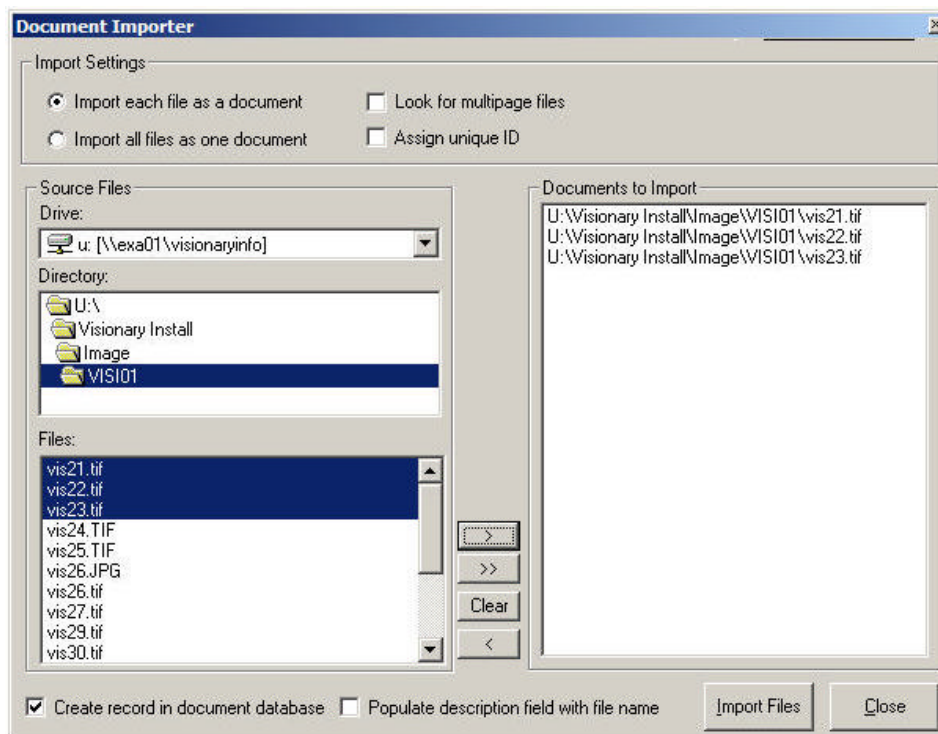 Document Importer
Import Settings
Import each file as a document
Look for multipage files
Import all files as one document
Assign unique ID
Source Files
Drive:
u: [\\exa01\visionaryinfo]
Directory:
U:\
Visionary Install
Image
VISI01
Files:
vis21.tif
vis22.tif
vis23.tif
vis24.TIF
vis25.TIF
vis26.JPG
vis26.tif
vis27.tif
vis29.tif
vis30.tif
>
>>
Clear
<
Documents to Import
U:\Visionary Install\Image\VISI01\vis21.tif
U:\Visionary Install\Image\VISI01\vis22.tif
U:\Visionary Install\Image\VISI01\vis23.tif
Create record in document database
Populate description field with file name
Import Files
Close